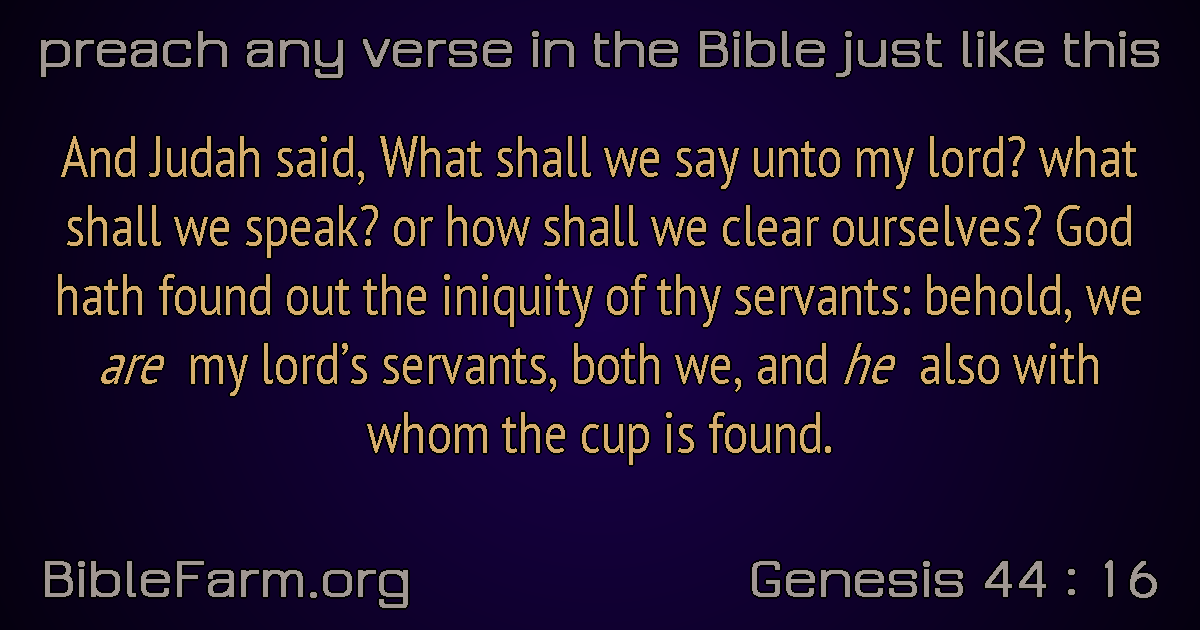 preach any verse in the Bible just like this
And Judah said, What shall we say unto my lord? what
shall we speak? or how shall we clear ourselves? God
hath found out the iniquity of thy servants: behold, we
are my lord’s servants, both we, and he also with
whom the cup is found.
BibleFarm.org
Genesis 44 : 16